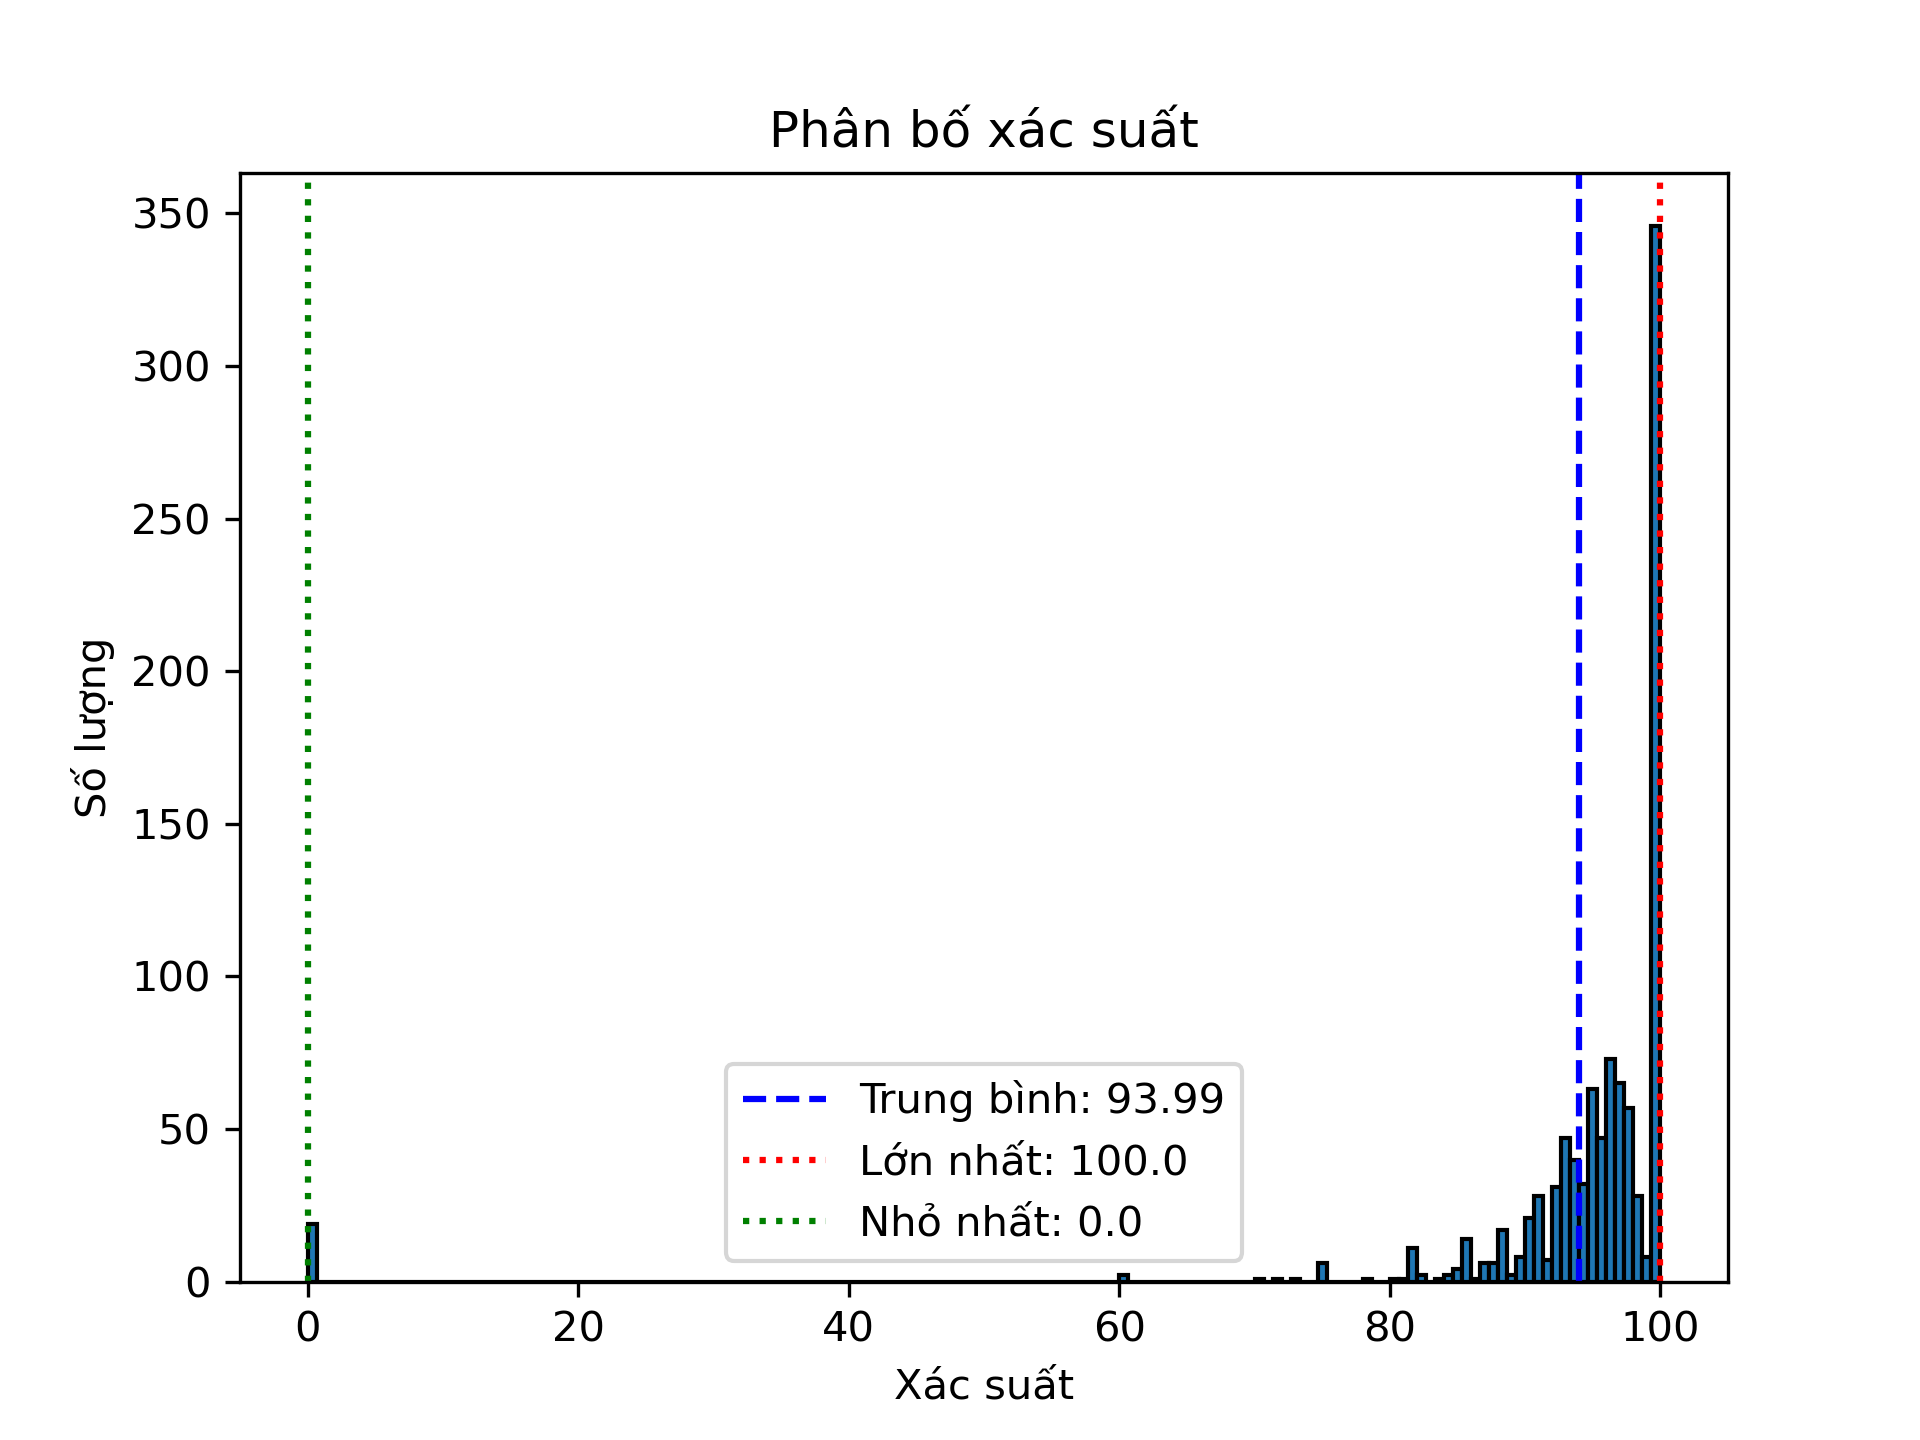 Phân bố xác suất
350
300
250
200
150
100
50
0
Số lượng
Trung bình: 93.99
Lớn nhất: 100.0
Nhỏ nhất: 0.0
0 20 40 60 80 100
Xác suất